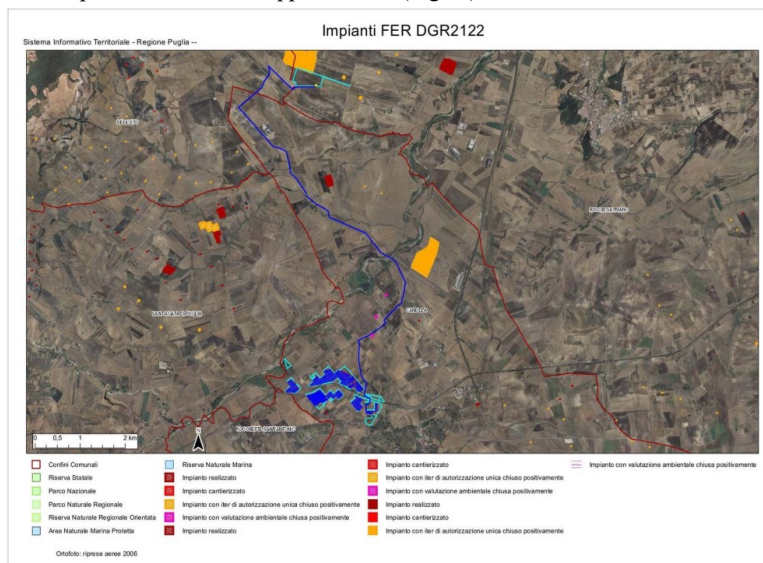 Impianti FER DGR2122
Sistema Informativo Territoriale - Regione Puglia --
DELICETO
CANDELA
0 0,5 1 2 km
N
Confini Comunali
Riserva Statale
Parco Nazionale
Parco Naturale Regionale
Riserva Naturale Regionale Orientata
Area Naturale Marina Protetta
Riserva Naturale Marina
Impianto realizzato
Impianto cantierizzato
Impianto con iter di autorizzazione unica chiuso positivamente
Impianto con valutazione ambientale chiusa positivamente
Impianto realizzato
Impianto cantierizzato
Impianto con iter di autorizzazione unica chiuso positivamente
Impianto con valutazione ambientale chiusa positivamente
Impianto realizzato
Impianto cantierizzato
Impianto con iter di autorizzazione unica chiuso positivamente
Impianto con valutazione ambientale chiusa positivamente
Ortofoto: riprese aeree 2006